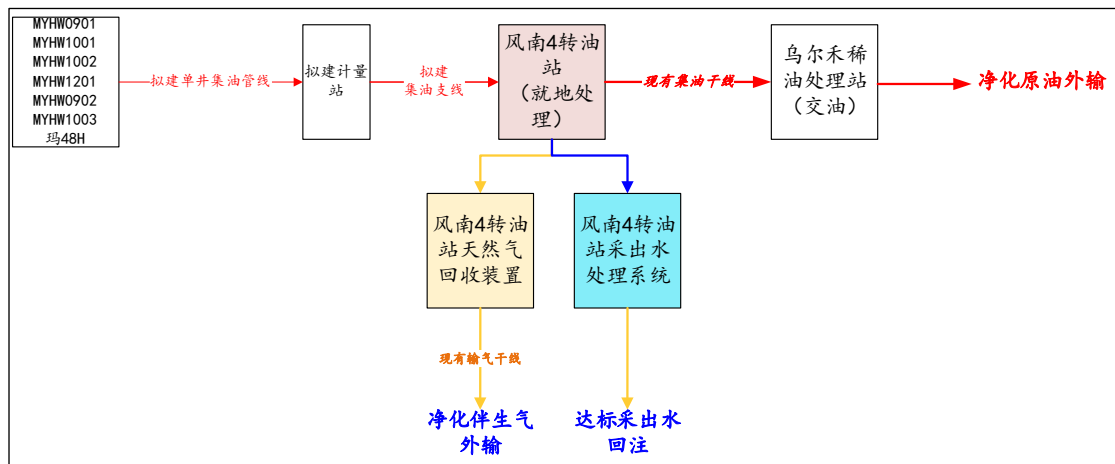 MYHW0901
MYHW1001
MYHW1002
MYHW1201
MYHW0902
MYHW1003
玛48H
拟建单井集油管线
拟建计量
站
拟建
集油支线
风南4转油
站
（就地处
理）
现有集油干线
乌尔禾稀
油处理站
（交油）
净化原油外输
风南4转油
站天然气
回收装置
风南4转油
站采出水
处理系统
现有输气干线
净化伴生气
外输
达标采出水
回注